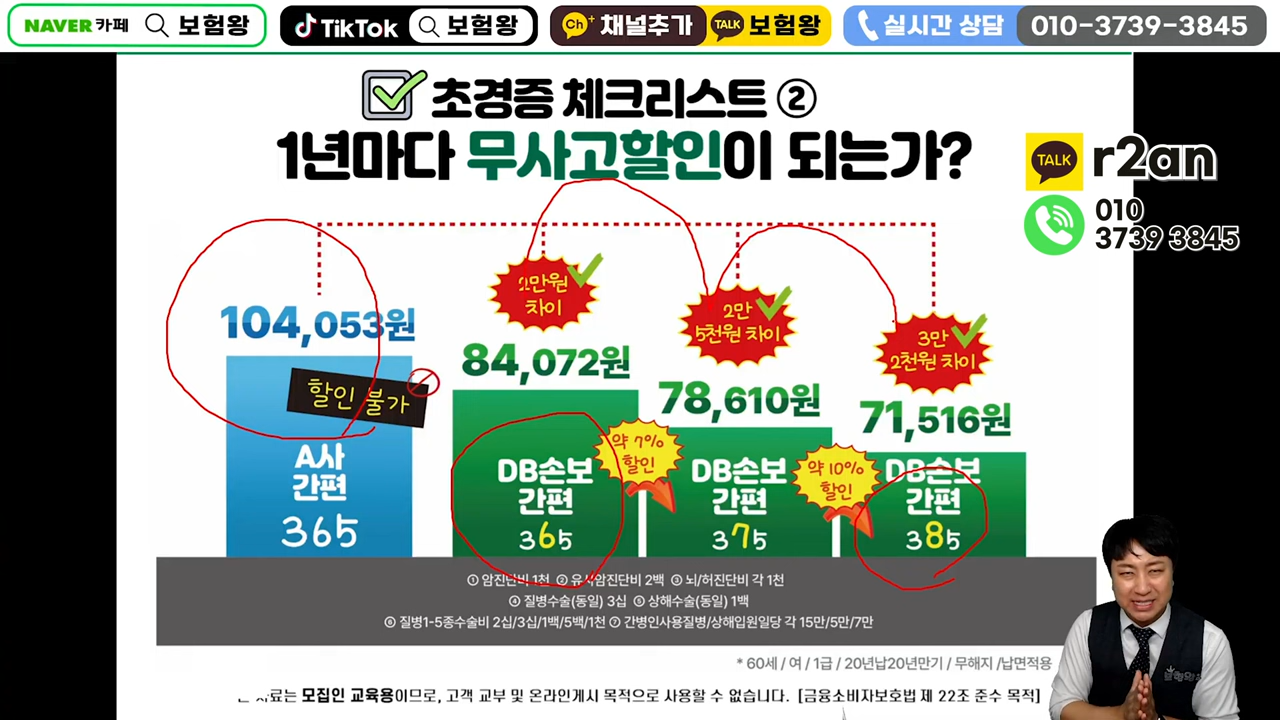 NAVER 카페 보험왕 TikTok 보험왕 Ch+ 채널추가 TALK 보험왕 실시간 상담 010-3739-3845
초경증 체크리스트 ②
1년마다 무사고할인이 되는가?
TALK r2an
010
3739 3845
104,053원
할인 불가
A사
간편
365
2만원
차이
84,072원
DB손보
간편
365
약 7%
할인
2만
5천원 차이
78,610원
DB손보
간편
375
약 10%
할인
3만
2천원 차이
71,516원
DB손보
간편
385
① 암진단비 1천 ② 유사암진단비 2백 ③ 뇌/허진단비 각 1천
④ 질병수술(동일) 3십 ⑤ 상해수술(동일) 1백
⑥ 질병1-5종수술비 2십/3십/1백/5백/1천 ⑦ 간병인사용질병/상해입원일당 각 15만/5만/7만
* 60세 / 여 / 1급 / 20년납20년만기 / 무해지 /납면적용
자료는 모집인 교육용이므로, 고객 교부 및 온라인게시 목적으로 사용할 수 없습니다. [금융소비자보호법 제 22조 준수 목적]